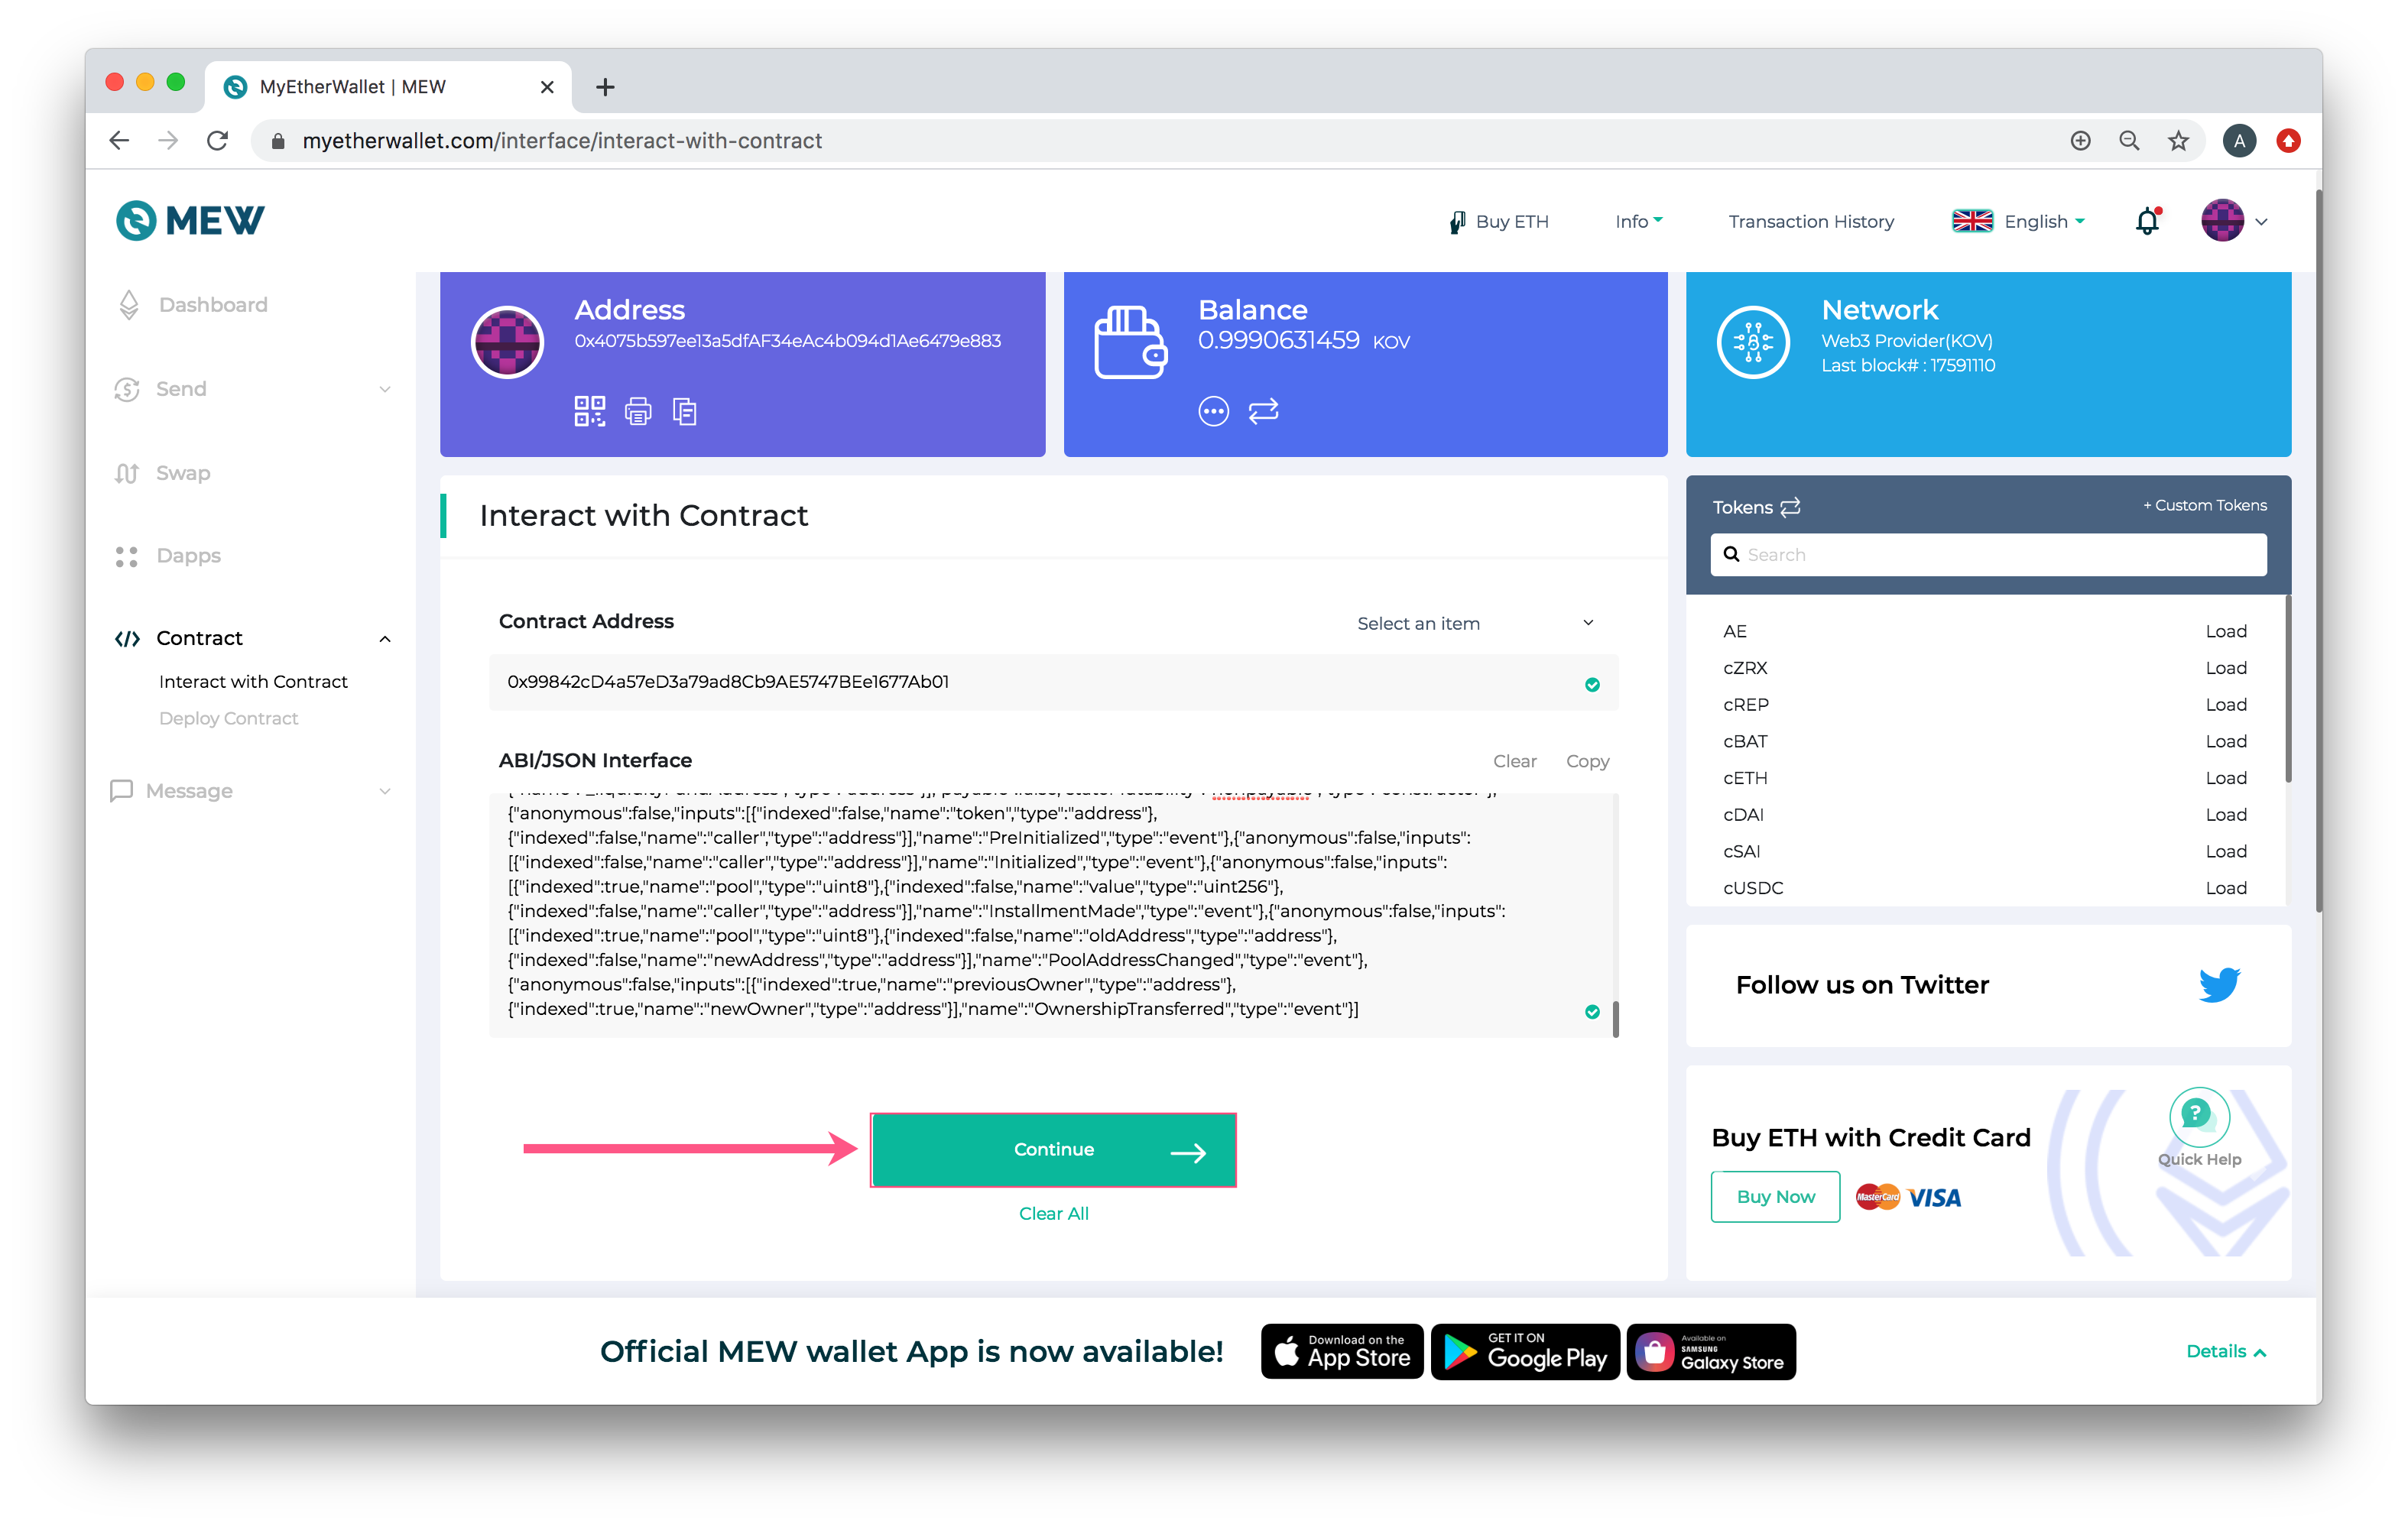 MyEtherWallet | MEW
myetherwallet.com/interface/interact-with-contract
A
MEW
Buy ETH
Info
Transaction History
English
Dashboard
Send
Swap
Dapps
Contract
Interact with Contract
Deploy Contract
Message
Address
0x4075b597ee13a5dfAF34eAc4b094d1Ae6479e883
Balance
0.9990631459 KOV
Network
Web3 Provider(KOV)
Last block# : 17591110
Interact with Contract
Contract Address
Select an item
0x99842cD4a57eD3a79ad8Cb9AE5747BEe1677Ab01
ABI/JSON Interface
Clear
Copy
{"anonymous":false,"inputs":[{"indexed":false,"name":"token","type":"address"},
{"indexed":false,"name":"caller","type":"address"}],"name":"PreInitialized","type":"event"},{"anonymous":false,"inputs":
[{"indexed":false,"name":"caller","type":"address"}],"name":"Initialized","type":"event"},{"anonymous":false,"inputs":
[{"indexed":true,"name":"pool","type":"uint8"},{"indexed":false,"name":"value","type":"uint256"},
{"indexed":false,"name":"caller","type":"address"}],"name":"InstallmentMade","type":"event"},{"anonymous":false,"inputs":
[{"indexed":true,"name":"pool","type":"uint8"},{"indexed":false,"name":"oldAddress","type":"address"},
{"indexed":false,"name":"newAddress","type":"address"}],"name":"PoolAddressChanged","type":"event"},
{"anonymous":false,"inputs":[{"indexed":true,"name":"previousOwner","type":"address"},
{"indexed":true,"name":"newOwner","type":"address"}],"name":"OwnershipTransferred","type":"event"}]
Continue
Clear All
Tokens
+ Custom Tokens
Search
AE Load
cZRX Load
cREP Load
cBAT Load
cETH Load
cDAI Load
cSAI Load
cUSDC Load
Follow us on Twitter
Buy ETH with Credit Card
Buy Now
MasterCard
VISA
?
Quick Help
Official MEW wallet App is now available!
Download on the
App Store
GET IT ON
Google Play
Available on
SAMSUNG
Galaxy Store
Details